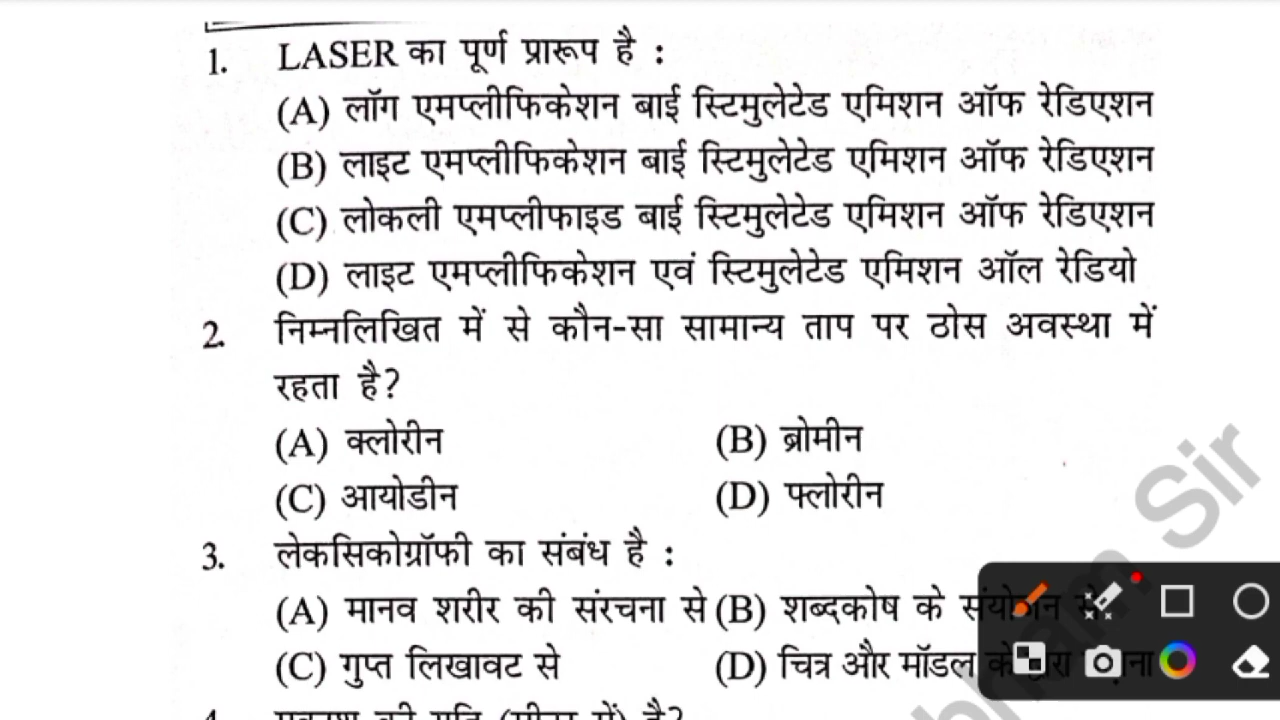 1. LASER का पूर्ण प्रारूप है :
(A) लॉग एमप्लीफिकेशन बाई स्टिमुलेटेड एमिशन ऑफ रेडिएशन
(B) लाइट एमप्लीफिकेशन बाई स्टिमुलेटेड एमिशन ऑफ रेडिएशन
(C) लोकली एमप्लीफाइड बाई स्टिमुलेटेड एमिशन ऑफ रेडिएशन
(D) लाइट एमप्लीफिकेशन एवं स्टिमुलेटेड एमिशन ऑल रेडियो
2. निम्नलिखित में से कौन-सा सामान्य ताप पर ठोस अवस्था में
रहता है?
(A) क्लोरीन (B) ब्रोमीन
(C) आयोडीन (D) फ्लोरीन
3. लेकसिकोग्रॉफी का संबंध है :
(A) मानव शरीर की संरचना से (B) शब्दकोष के से
(C) गुप्त लिखावट से (D) चित्र और मॉडल
Sir